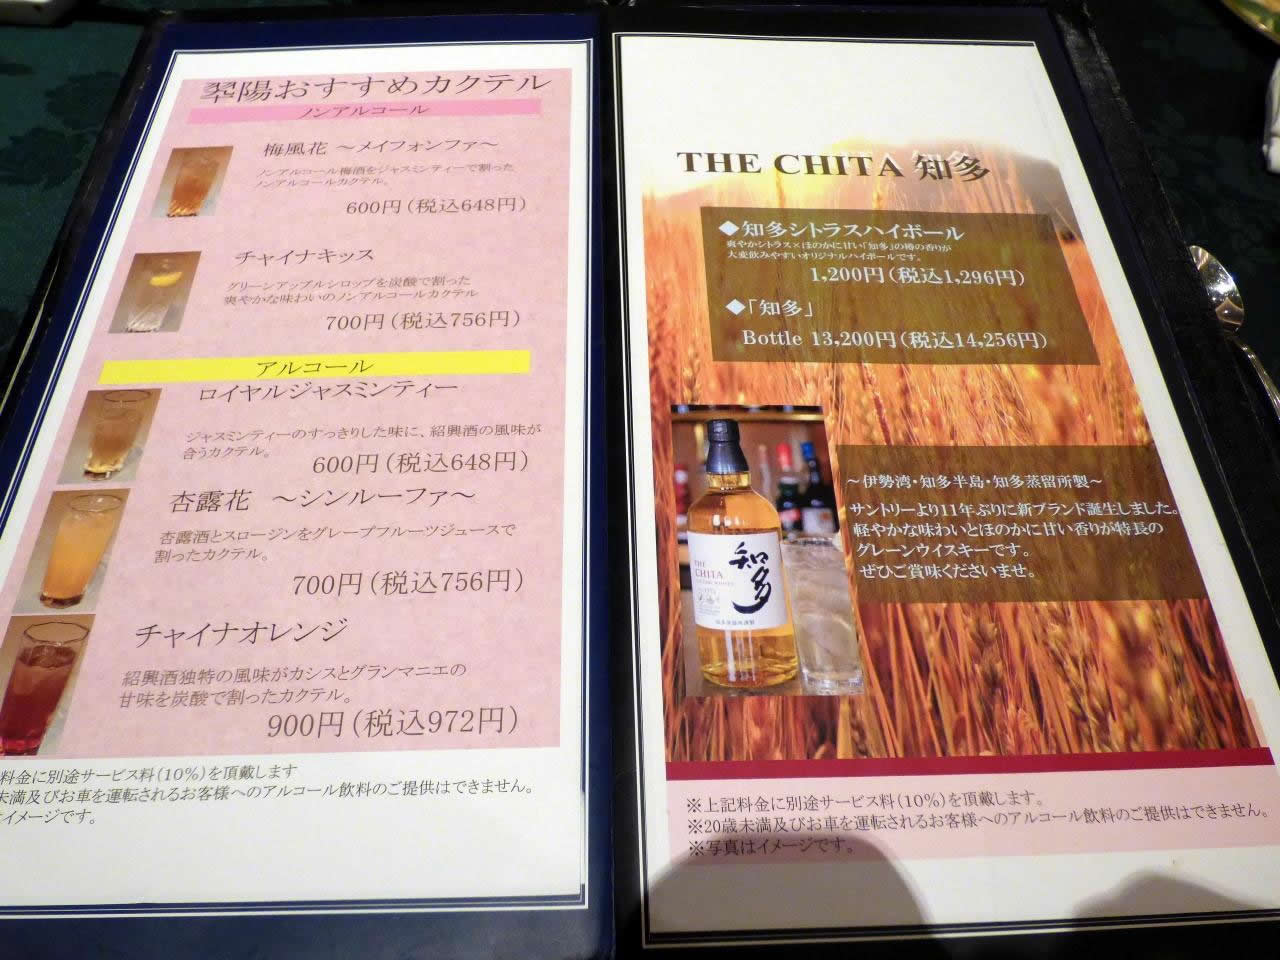 翆陽おすすめカクテル
ノンアルコール
梅風花 ～メイフォンファ～
ノンアルコール梅酒をジャスミンティーで割った
ノンアルコールカクテル。
600円（税込648円）
チャイナキッス
グリーンアップルシロップを炭酸で割った
爽やかな味わいのノンアルコールカクテル
700円（税込756円）
アルコール
ロイヤルジャスミンティー
ジャスミンティーのすっきりした味に、紹興酒の風味が
合うカクテル。
600円（税込648円）
杏露花 ～シンルーファ～
杏露酒とスロージンをグレープフルーツジュースで
割ったカクテル。
700円（税込756円）
チャイナオレンジ
紹興酒独特の風味がカシスとグランマニエの
甘味を炭酸で割ったカクテル。
900円（税込972円）
料金に別途サービス料（10%）を頂戴します
未満及びお車を運転されるお客様へのアルコール飲料のご提供はできません。
イメージです。
THE CHITA 知多
◆知多シトラスハイボール
爽やかシトラス×ほのかに甘い「知多」の樽の香りが
大変飲みやすいオリジナルハイボールです。
1,200円（税込1,296円）
◆「知多」
Bottle 13,200円（税込14,256円）
THE
CHITA
知多
～伊勢湾・知多半島・知多蒸留所製～
サントリーより11年ぶりに新ブランド誕生しました。
軽やかな味わいとほのかに甘い香りが特長の
グレーンウイスキーです。
ぜひご賞味くださいませ。
※上記料金に別途サービス料（10%）を頂戴します。
※20歳未満及びお車を運転されるお客様へのアルコール飲料のご提供はできません。
※写真はイメージです。